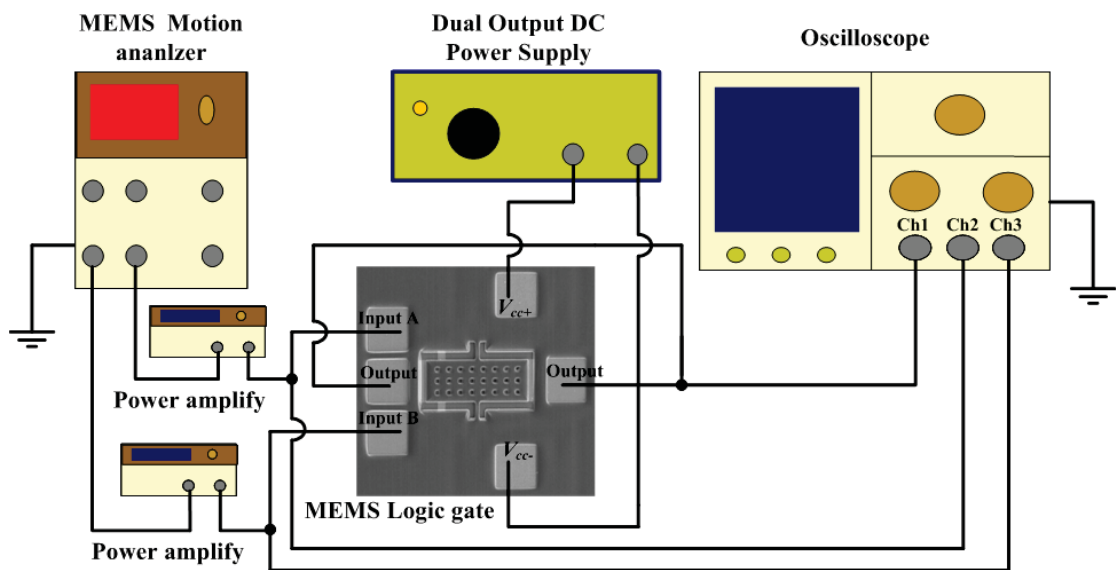 MEMS Motion
ananlzer
Dual Output DC
Power Supply
Oscilloscope
Ch1
Ch2
Ch3
Input A
Vcc+
Output
Output
Input B
Vcc-
Power amplify
MEMS Logic gate
Power amplify